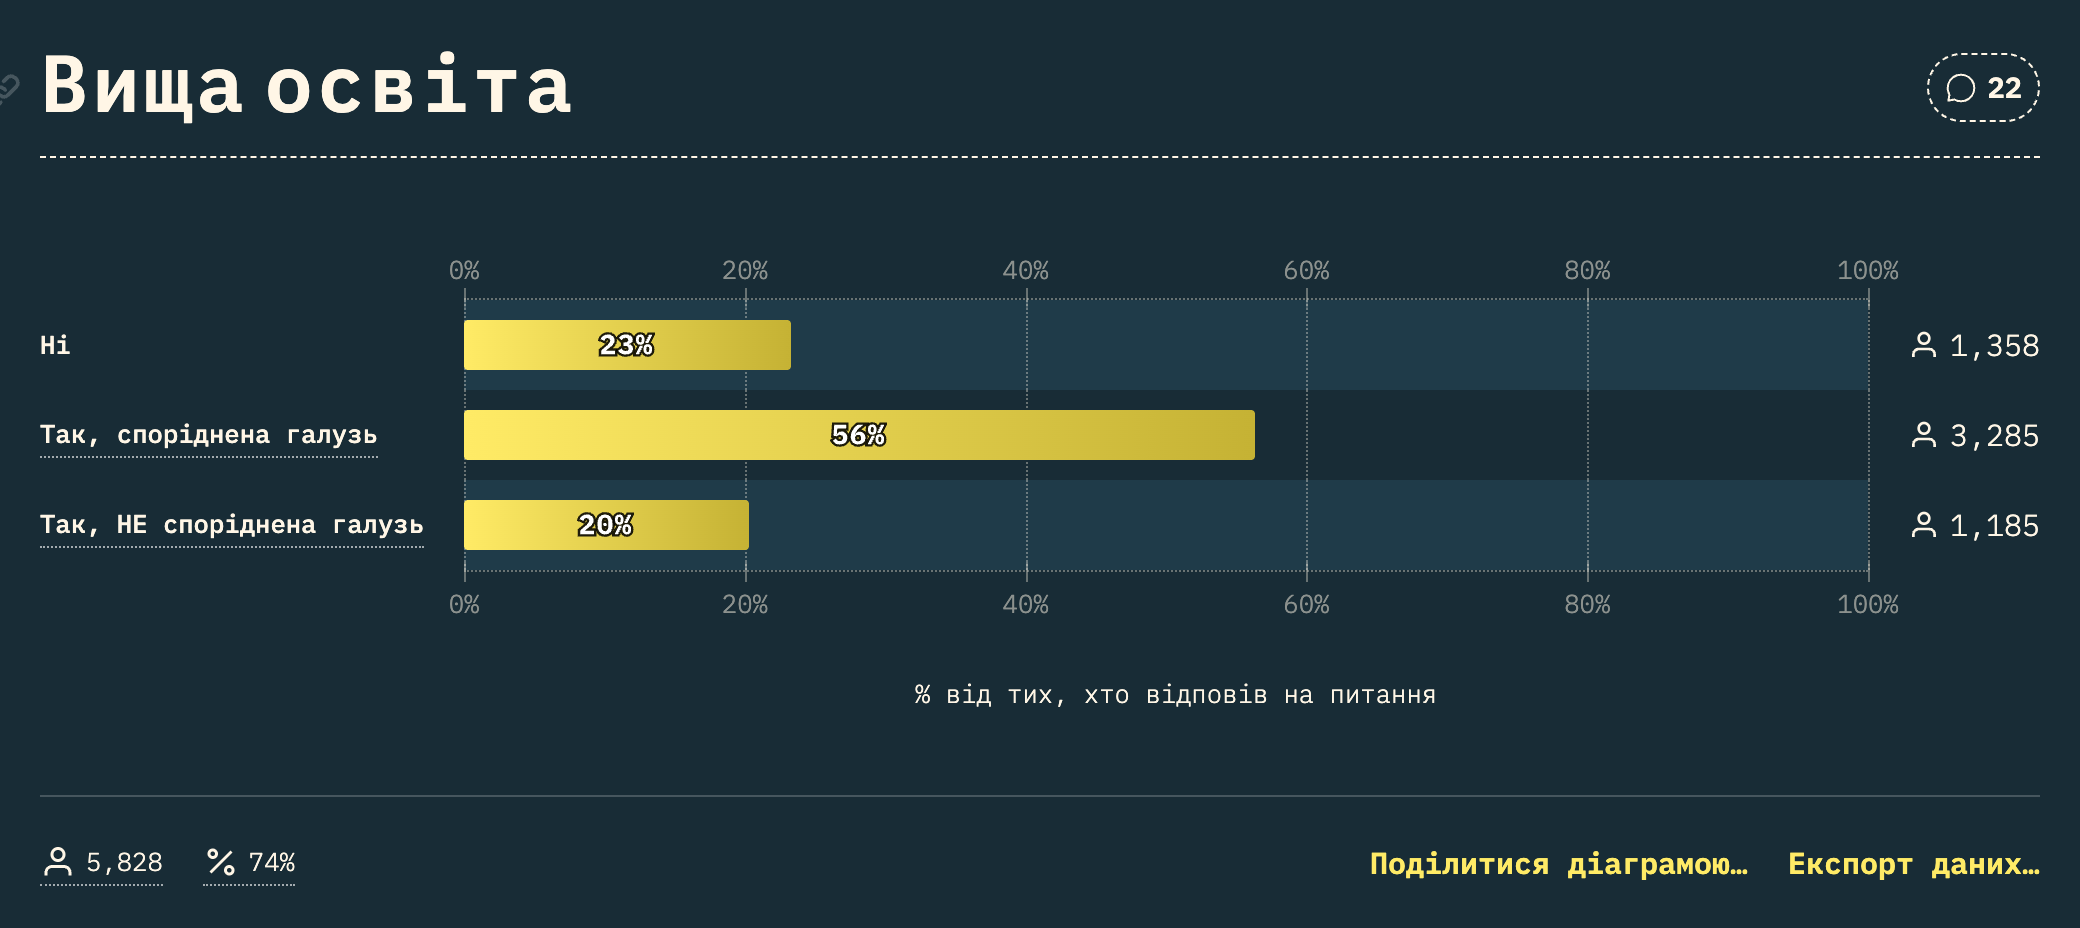 Вища освіта
22
0% 20% 40% 60% 80% 100%
Ні 23% 1,358
Так, споріднена галузь 56% 3,285
Так, НЕ споріднена галузь 20% 1,185
0% 20% 40% 60% 80% 100%
% від тих, хто відповів на питання
5,828 % 74% Поділитися діаграмою… Експорт даних…